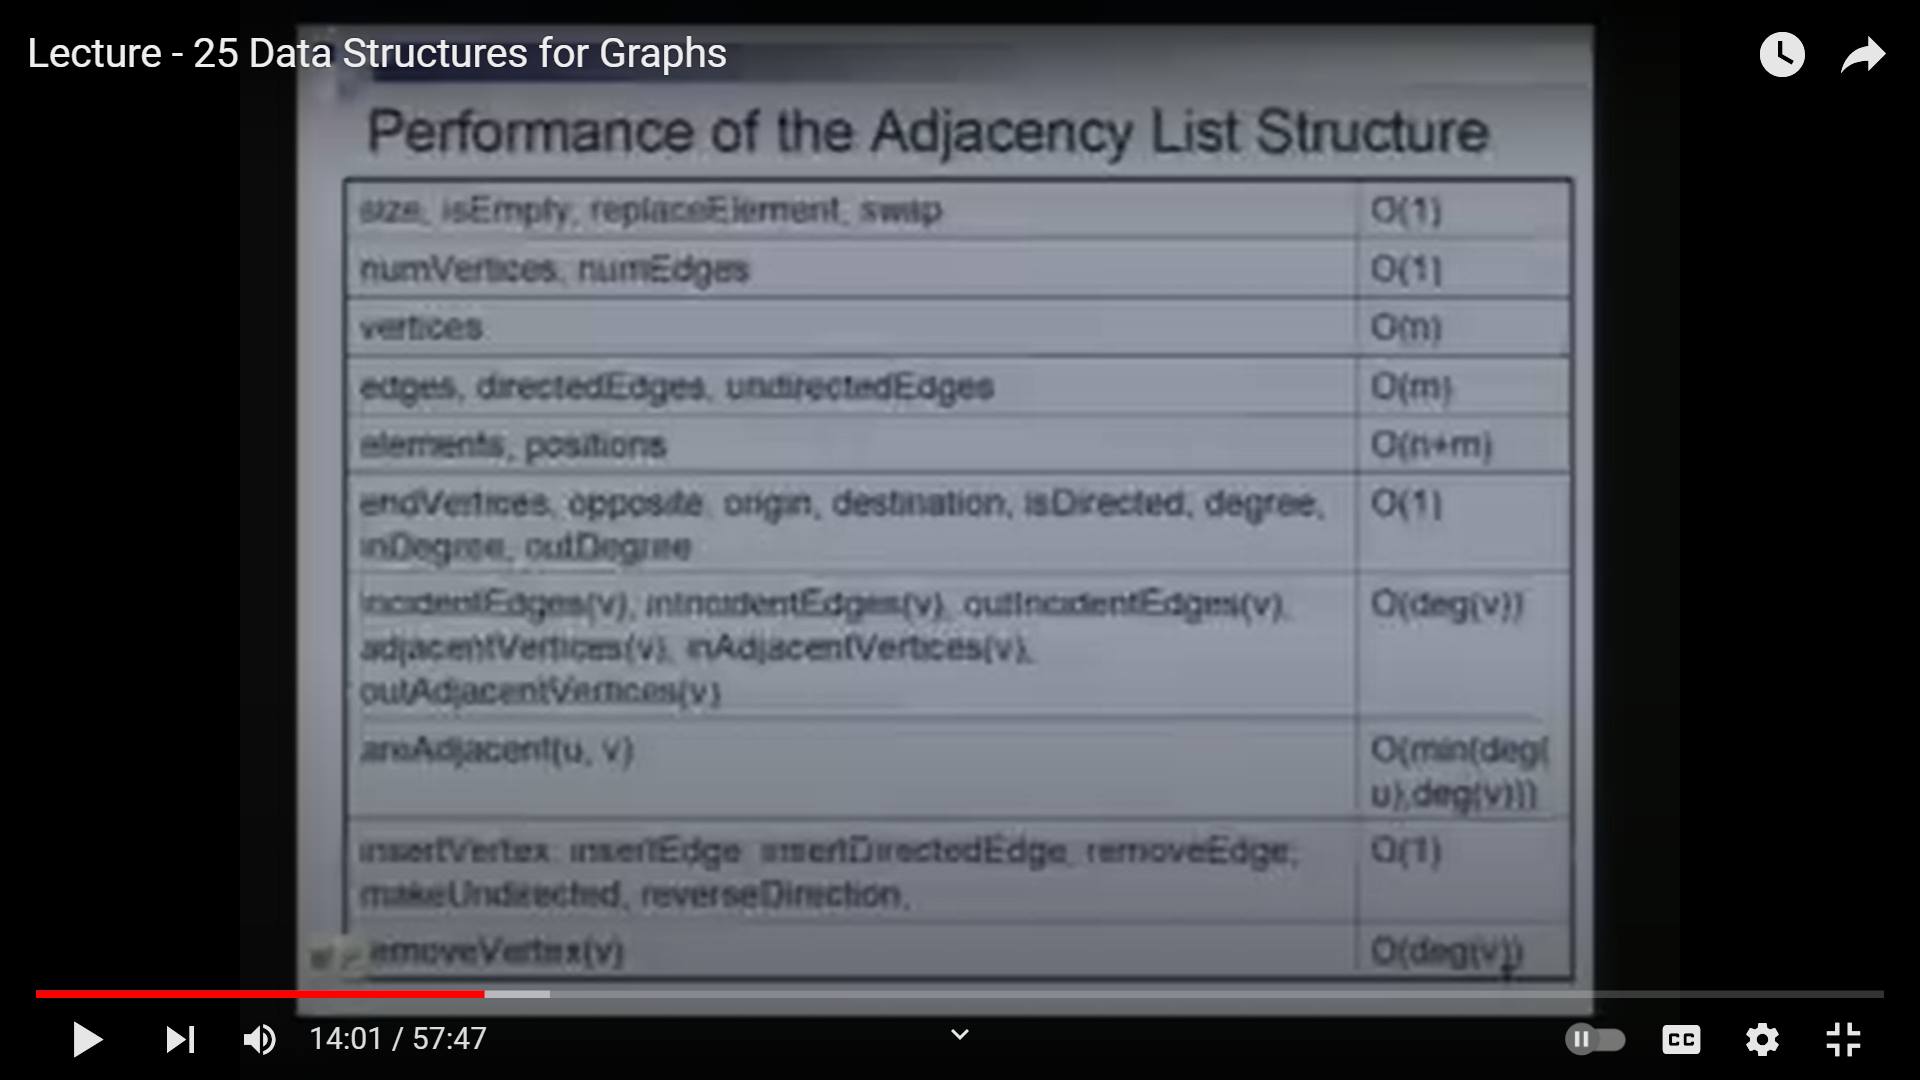 Lecture - 25 Data Structures for Graphs
Performance of the Adjacency List Structure
size, isEmpty, replaceElement, swap O(1)
numVertices, numEdges O(1)
vertices O(n)
edges, directedEdges, undirectedEdges O(m)
elements, positions O(n+m)
endVertices, opposite, origin, destination, isDirected, degree, O(1)
inDegree, outDegree
incidentEdges(v), inIncidentEdges(v), outIncidentEdges(v), O(deg(v))
adjacentVertices(v), inAdjacentVertices(v),
outAdjacentVertices(v)
areAdjacent(u, v) O(min(deg(
u),deg(v)))
insertVertex, insertEdge, insertDirectedEdge, removeEdge, O(1)
makeUndirected, reverseDirection,
emoveVertex(v) O(deg(v))
14:01 / 57:47
CC